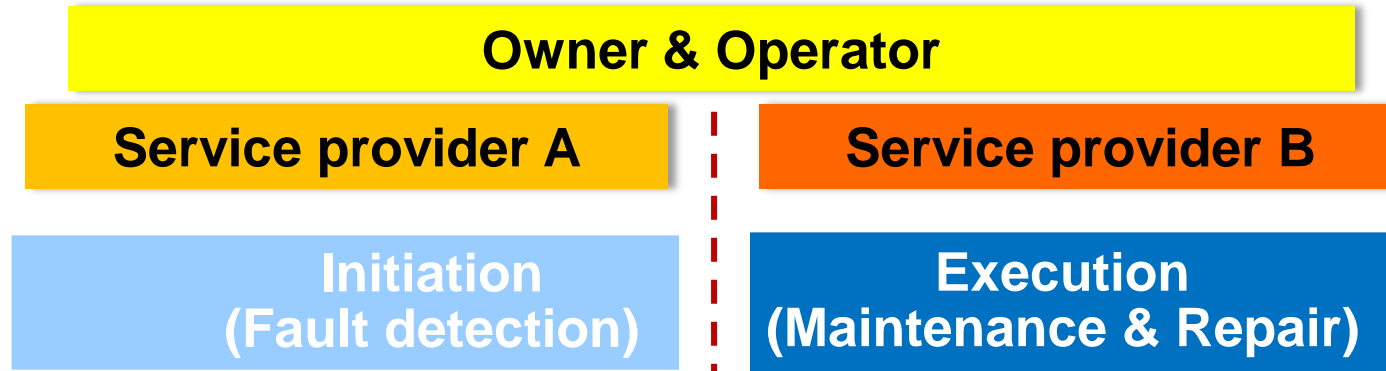 Owner & Operator
Service provider A
Service provider B
Initiation
(Fault detection)
Execution
(Maintenance & Repair)